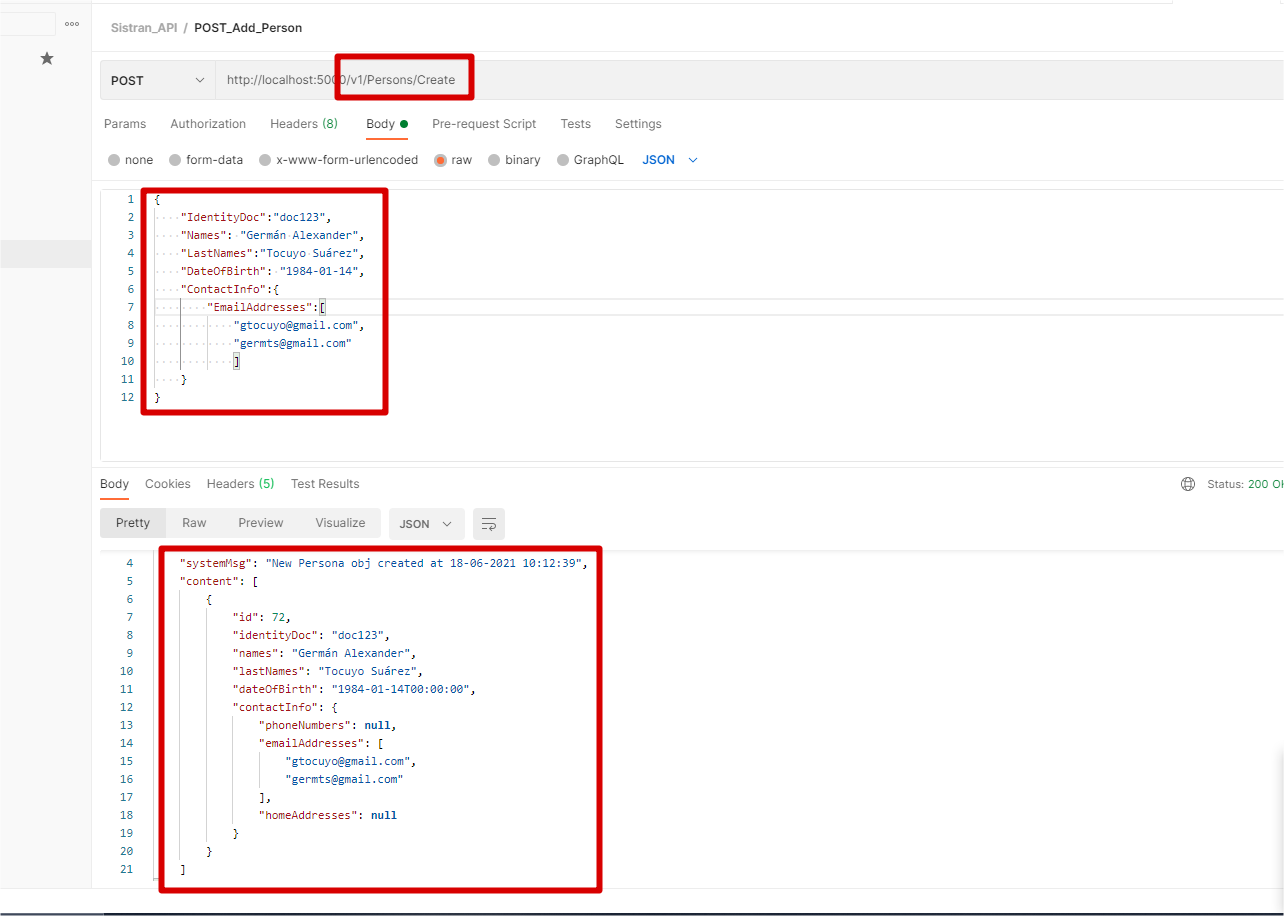 Sistran_API / POST_Add_Person
POST http://localhost:5000/v1/Persons/Create
Params Authorization Headers (8) Body Pre-request Script Tests Settings
none form-data x-www-form-urlencoded raw binary GraphQL JSON
1 {
2 "IdentityDoc":"doc123",
3 "Names": "Germán Alexander",
4 "LastNames":"Tocuyo Suárez",
5 "DateOfBirth": "1984-01-14",
6 "ContactInfo":{
7 "EmailAddresses":[
8 "gtocuyo@gmail.com",
9 "germts@gmail.com"
10 ]
11 }
12 }
Body Cookies Headers (5) Test Results Status: 200 OK
Pretty Raw Preview Visualize JSON
4 "systemMsg": "New Persona obj created at 18-06-2021 10:12:39",
5 "content": [
6 {
7 "id": 72,
8 "identityDoc": "doc123",
9 "names": "Germán Alexander",
10 "lastNames": "Tocuyo Suárez",
11 "dateOfBirth": "1984-01-14T00:00:00",
12 "contactInfo": {
13 "phoneNumbers": null,
14 "emailAddresses": [
15 "gtocuyo@gmail.com",
16 "germts@gmail.com"
17 ],
18 "homeAddresses": null
19 }
20 }
21 ]